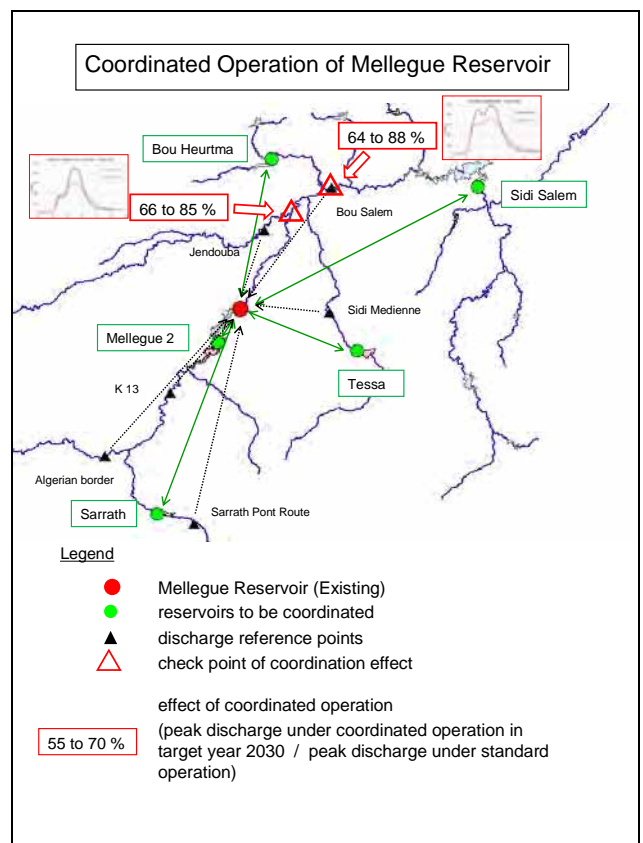 Coordinated Operation of Mellegue Reservoir
64 to 88 %
Bou Heurtma
66 to 85 %
Sidi Salem
Bou Salem
Jendouba
Sidi Medienne
Mellegue 2
Tessa
K 13
Algerian border
Sarrath
Sarrath Pont Route
Legend
Mellegue Reservoir (Existing)
reservoirs to be coordinated
discharge reference points
check point of coordination effect
effect of coordinated operation
55 to 70 %
(peak discharge under coordinated operation in
target year 2030 / peak discharge under standard
operation)